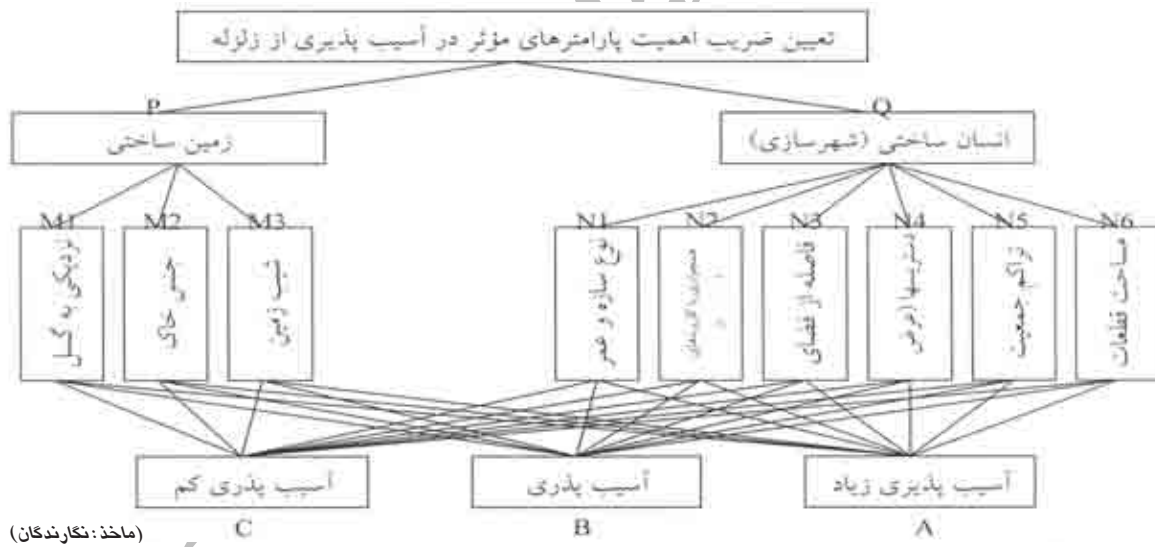 تعیین ضریب اهمیت پارامترهای مؤثر در آسیب پذیری از زلزله
P
Q
زمین ساختی
انسان ساختی (شهرسازی)
M1
M2
M3
N1
N2
N3
N4
N5
N6
نزدیکی به گسل
جنس خاک
شیب زمین
نوع سازه و عمر
فاصله از فضای
دسترسیها (عرض
تراکم جمعیت
مساحت قطعات
آسیب پذری کم
آسیب پذری
آسیب پذیری زیاد
C
B
A
(ماخذ: نگارندگان)